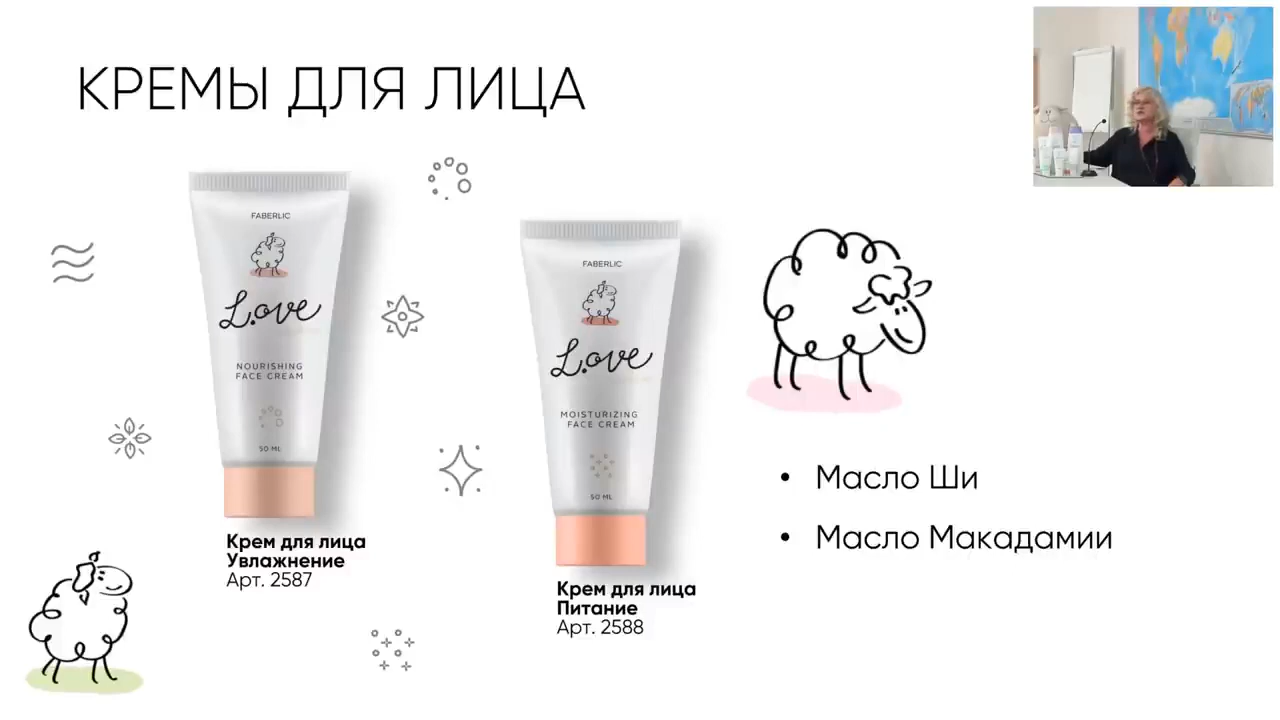 КРЕМЫ ДЛЯ ЛИЦА
FABERLIC
L.ove
NOURISHING
FACE CREAM
50 ML
Крем для лица
Увлажнение
Арт. 2587
FABERLIC
L.ove
MOISTURIZING
FACE CREAM
50 ML
Крем для лица
Питание
Арт. 2588
• Масло Ши
• Масло Макадамии